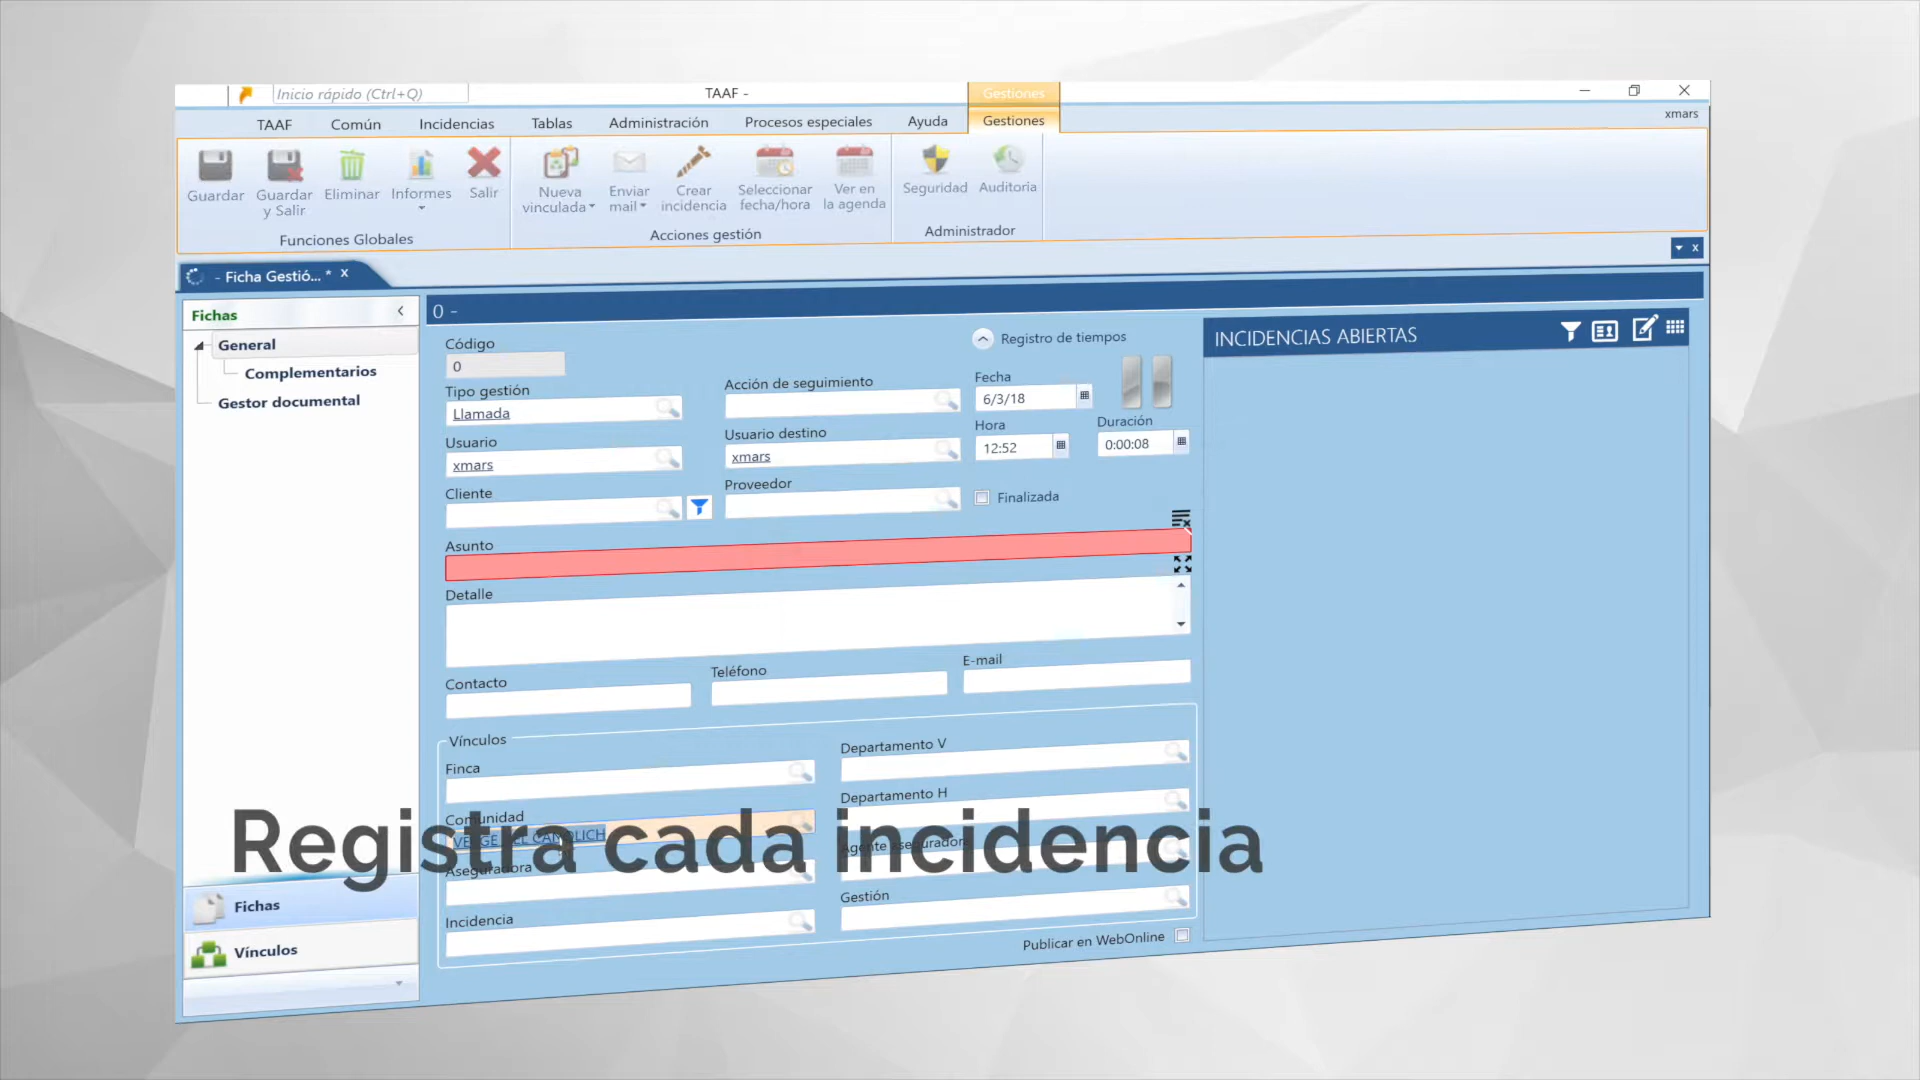 Inicio rápido (Ctrl+Q)
TAAF -
Gestiones
TAAF Común Incidencias Tablas Administración Procesos especiales Ayuda Gestiones
xmars
Guardar Guardar y Salir Eliminar Informes Salir
Nueva vinculada Enviar mail Crear incidencia Seleccionar fecha/hora Ver en la agenda
Seguridad Auditoría
Funciones Globales Acciones gestión Administrador
- Ficha Gestió... * x
Fichas
General
Complementarios
Gestor documental
0 -
Código
0
Registro de tiempos
Tipo gestión
Llamada
Acción de seguimiento
Fecha
6/3/18
Usuario
xmars
Usuario destino
xmars
Hora
12:52
Duración
0:00:08
Cliente
Proveedor
Finalizada
Asunto
Detalle
Contacto
Teléfono
E-mail
Vínculos
Finca
Departamento V
Comunidad
Departamento H
Registra cada incidencia
Aseguradora
Agente asegurador
Incidencia
Gestión
Publicar en WebOnline
INCIDENCIAS ABIERTAS
Fichas
Vínculos